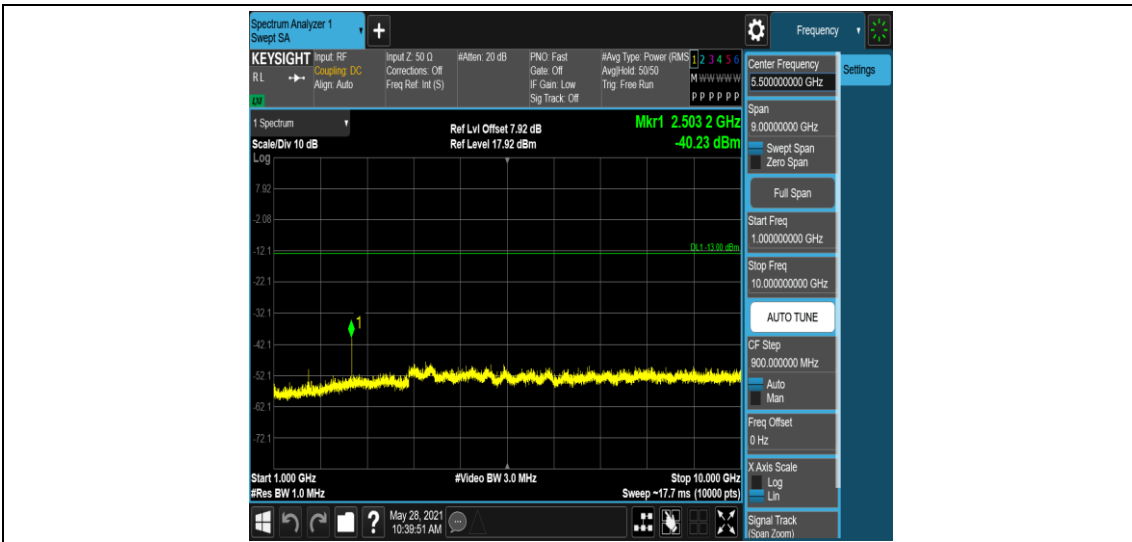 Spectrum Analyzer 1
Swept SA
+
Frequency
KEYSIGHT
RL
LXI
Input: RF
Coupling: DC
Align: Auto
Input Z: 50 Ω
Corrections: Off
Freq Ref: Int (S)
#Atten: 20 dB
PNO: Fast
Gate: Off
IF Gain: Low
Sig Track: Off
#Avg Type: Power (RMS
Avg|Hold: 50/50
Trig: Free Run
1 2 3 4 5 6
M W W W W W
P P P P P P
1 Spectrum
Ref Lvl Offset 7.92 dB
Mkr1 2.503 2 GHz
Scale/Div 10 dB
Ref Level 17.92 dBm
-40.23 dBm
Log
7.92
-2.08
-12.1
DL1 -13.00 dBm
-22.1
-32.1
1
-42.1
-52.1
-62.1
-72.1
Start 1.000 GHz
#Video BW 3.0 MHz
Stop 10.000 GHz
#Res BW 1.0 MHz
Sweep ~17.7 ms (10000 pts)
?
May 28, 2021
10:39:51 AM
Center Frequency
5.500000000 GHz
Settings
Span
9.00000000 GHz
Swept Span
Zero Span
Full Span
Start Freq
1.000000000 GHz
Stop Freq
10.000000000 GHz
AUTO TUNE
CF Step
900.000000 MHz
Auto
Man
Freq Offset
0 Hz
X Axis Scale
Log
Lin
Signal Track
(Span Zoom)